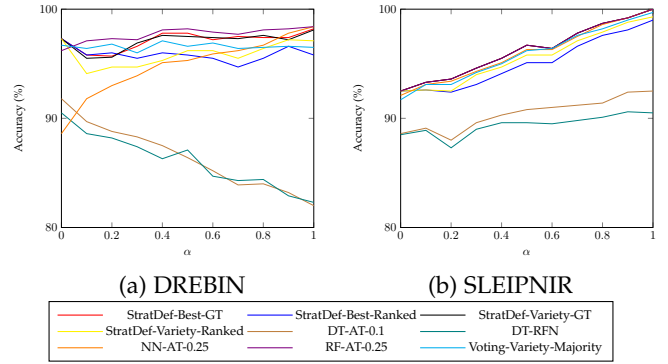 100
90
80
Accuracy (%)
0 0.2 0.4 0.6 0.8 1
α
(a) DREBIN
100
90
80
Accuracy (%)
0 0.2 0.4 0.6 0.8 1
α
(b) SLEIPNIR
StratDef-Best-GT StratDef-Best-Ranked StratDef-Variety-GT
StratDef-Variety-Ranked DT-AT-0.1 DT-RFN
NN-AT-0.25 RF-AT-0.25 Voting-Variety-Majority